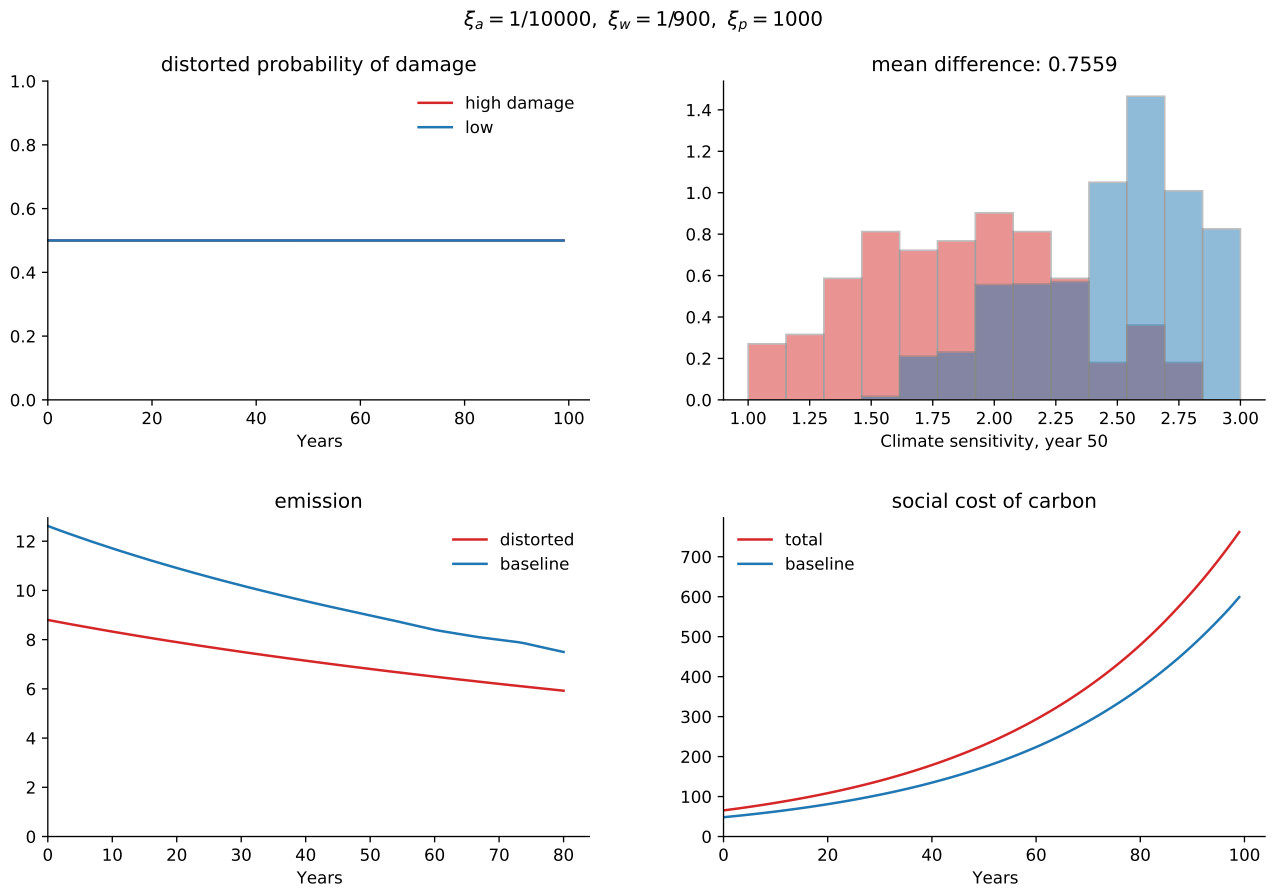 ξa = 1/10000, ξw = 1/900, ξp = 1000
distorted probability of damage
1.0
0.8
0.6
0.4
0.2
0.0
high damage
low
0 20 40 60 80 100
Years
mean difference: 0.7559
1.4
1.2
1.0
0.8
0.6
0.4
0.2
0.0
1.00 1.25 1.50 1.75 2.00 2.25 2.50 2.75 3.00
Climate sensitivity, year 50
emission
12
10
8
6
4
2
0
distorted
baseline
0 10 20 30 40 50 60 70 80
Years
social cost of carbon
total
baseline
700
600
500
400
300
200
100
0
0 20 40 60 80 100
Years